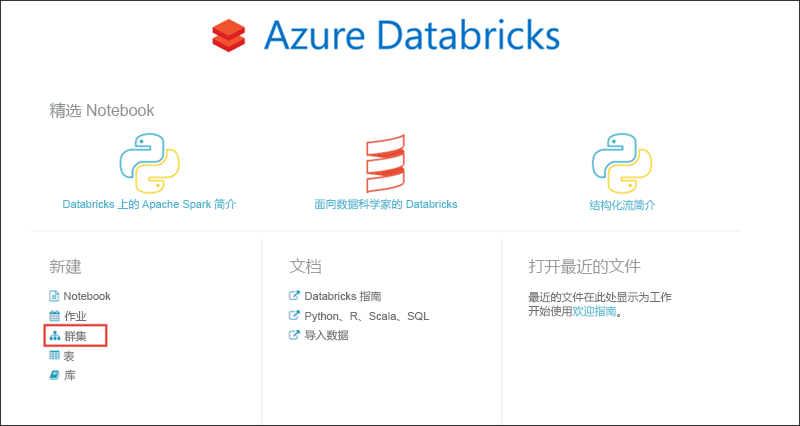 Azure Databricks
精选 Notebook
Databricks 上的 Apache Spark 简介
面向数据科学家的 Databricks
结构化流简介
新建
Notebook
作业
群集
表
库
文档
Databricks 指南
Python、R、Scala、SQL
导入数据
打开最近的文件
最近的文件在此处显示为工作
开始使用欢迎指南。